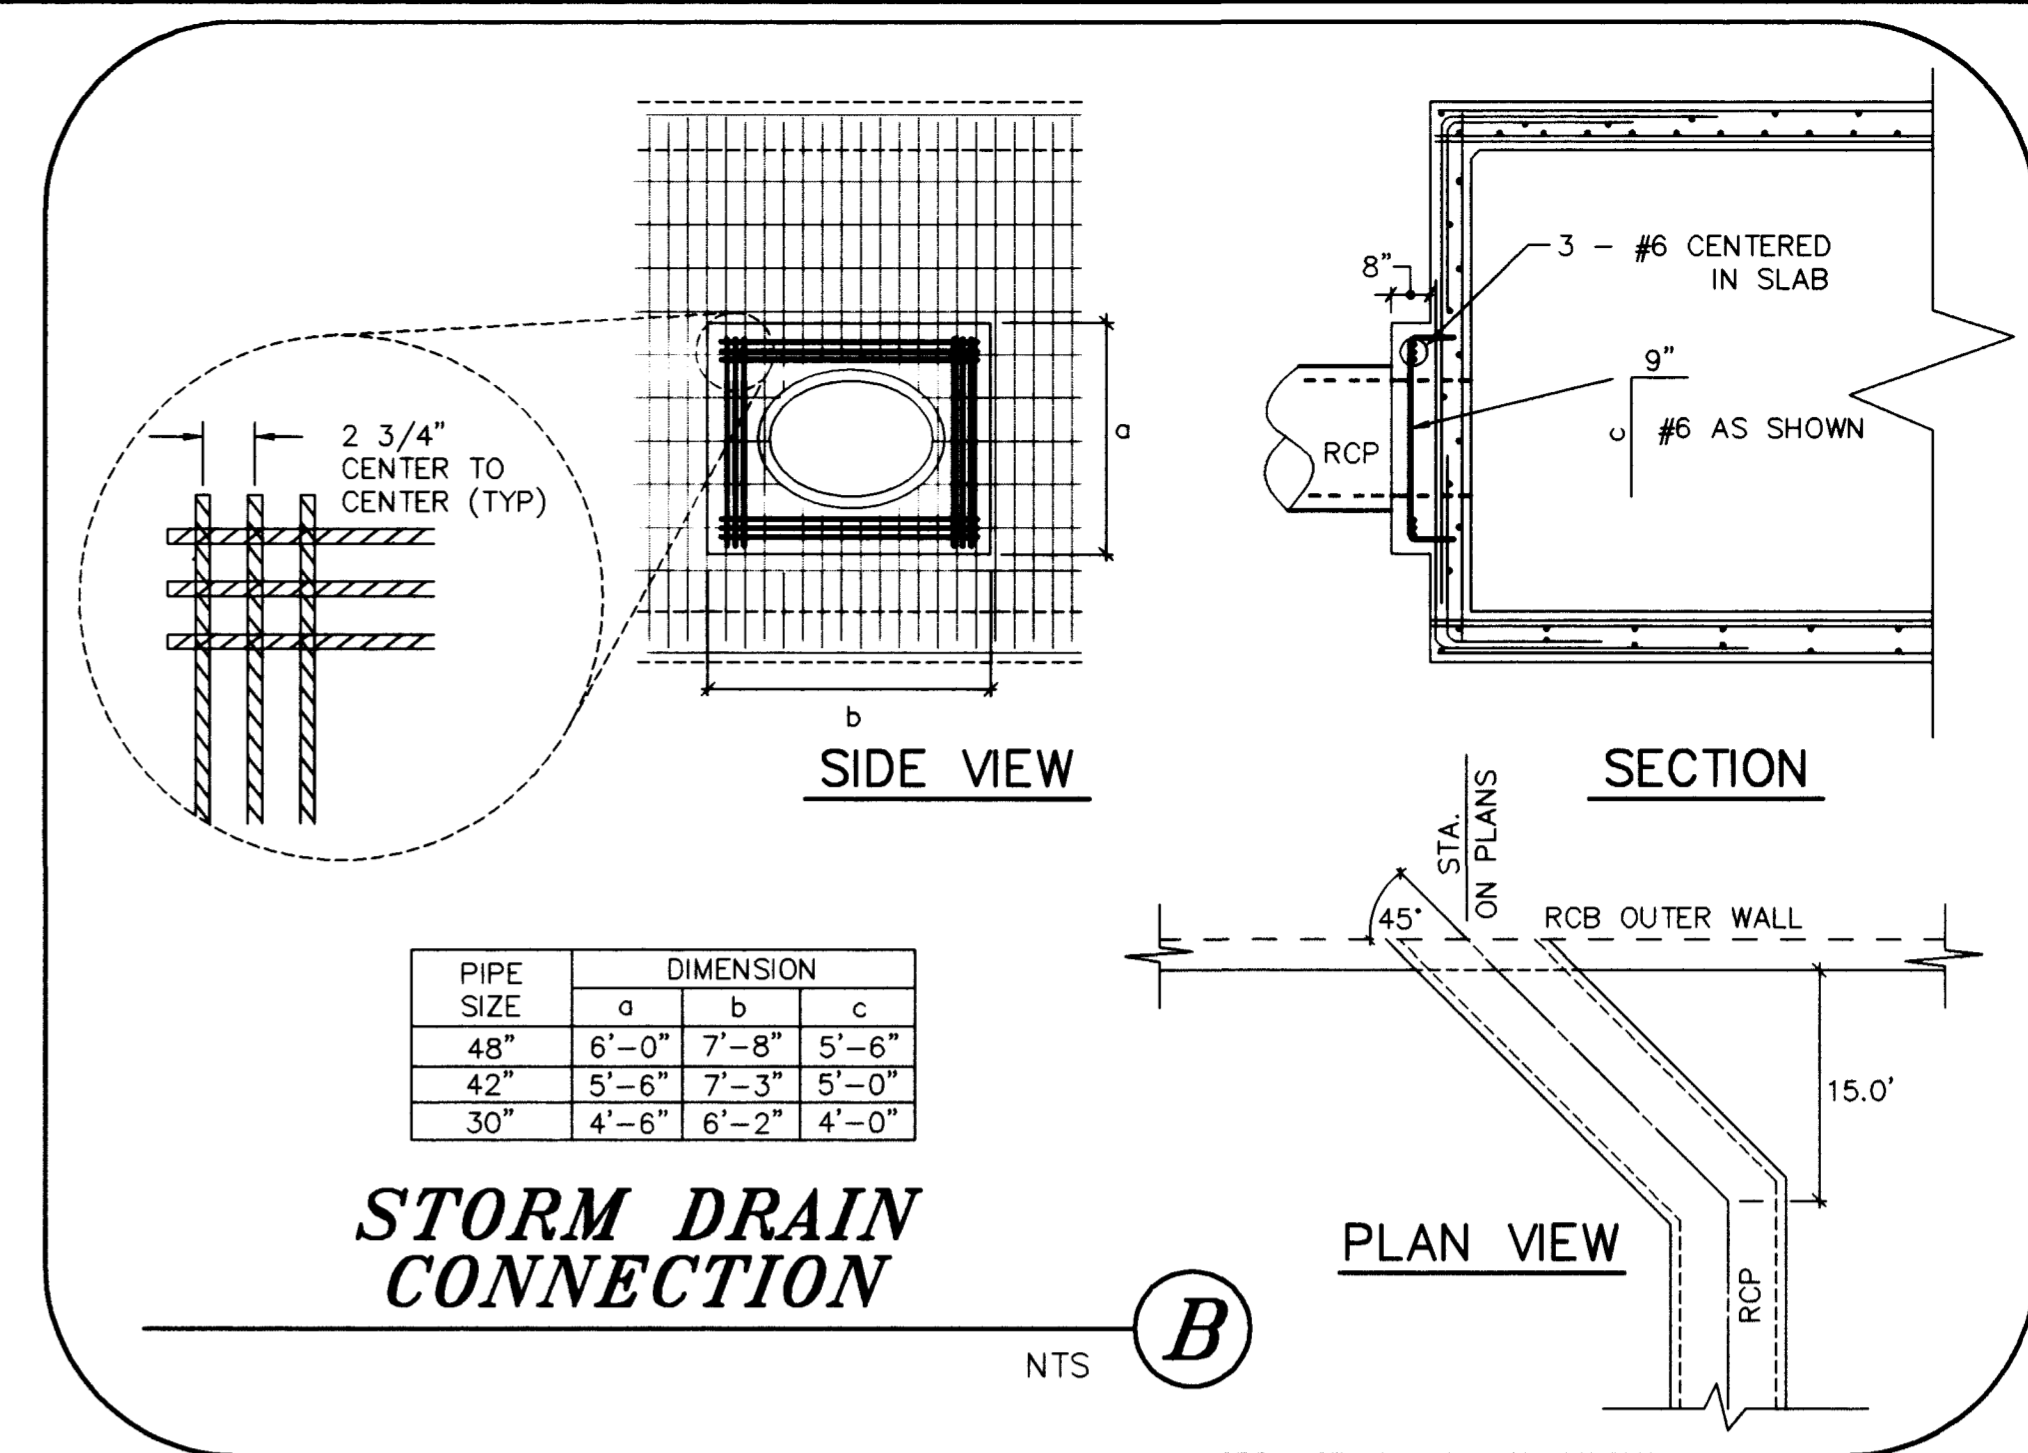 2 3/4"
CENTER TO
CENTER (TYP)
a
b
SIDE VIEW
8"
3 - #6 CENTERED
IN SLAB
9"
c
#6 AS SHOWN
RCP
SECTION
PIPE SIZE DIMENSION
a b c
48" 6'-0" 7'-8" 5'-6"
42" 5'-6" 7'-3" 5'-0"
30" 4'-6" 6'-2" 4'-0"
STORM DRAIN
CONNECTION
NTS
B
STA.
ON PLANS
45°
RCB OUTER WALL
15.0'
RCP
PLAN VIEW